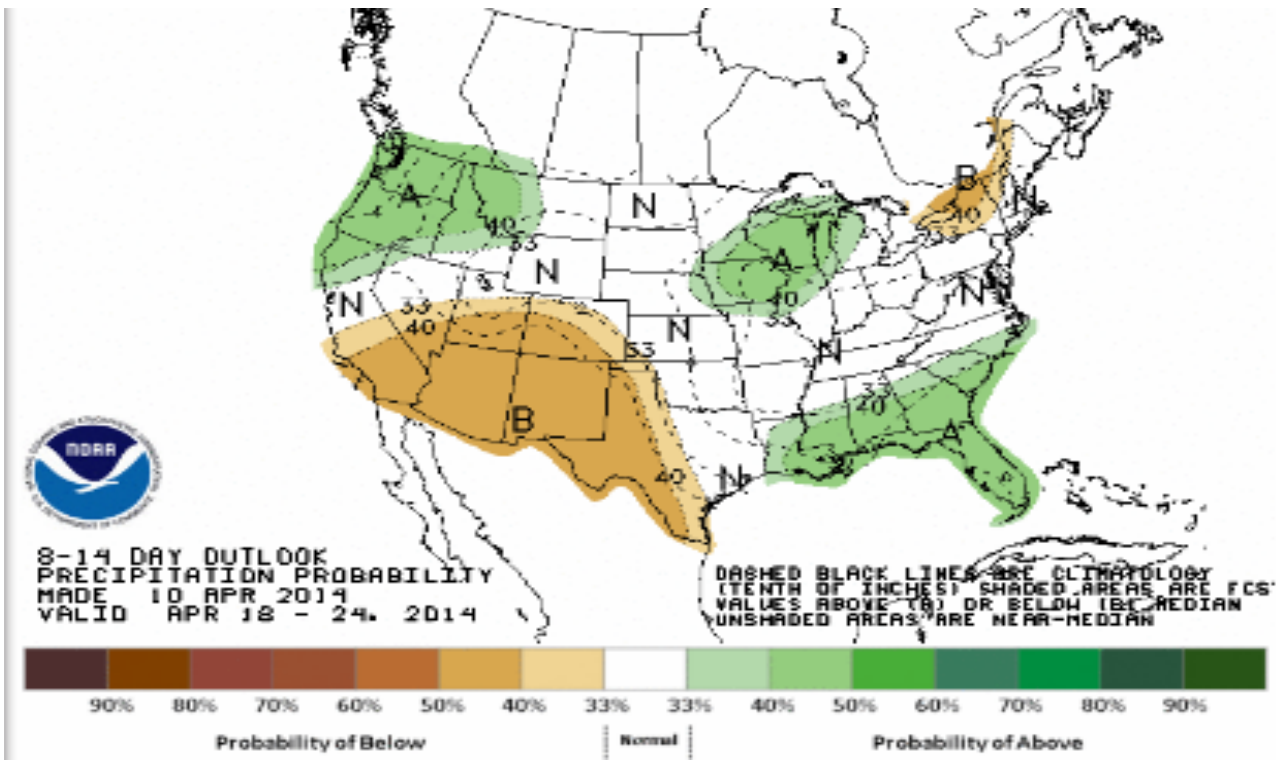 A
40
33
N
N
N
33
40
N
33
B
40
N
A
40
33
N
B
40
N
N
33
40
A
NOAA
8-14 DAY OUTLOOK
PRECIPITATION PROBABILITY
MADE 10 APR 2014
VALID APR 18 - 24, 2014
DASHED BLACK LINES ARE CLIMATOLOGY
(TENTH OF INCHES) SHADED AREAS ARE FCST
VALUES ABOVE (A) OR BELOW (B) MEDIAN
UNSHADED AREAS ARE NEAR-MEDIAN
90% 80% 70% 60% 50% 40% 33% 33% 40% 50% 60% 70% 80% 90%
Probability of Below Normal Probability of Above